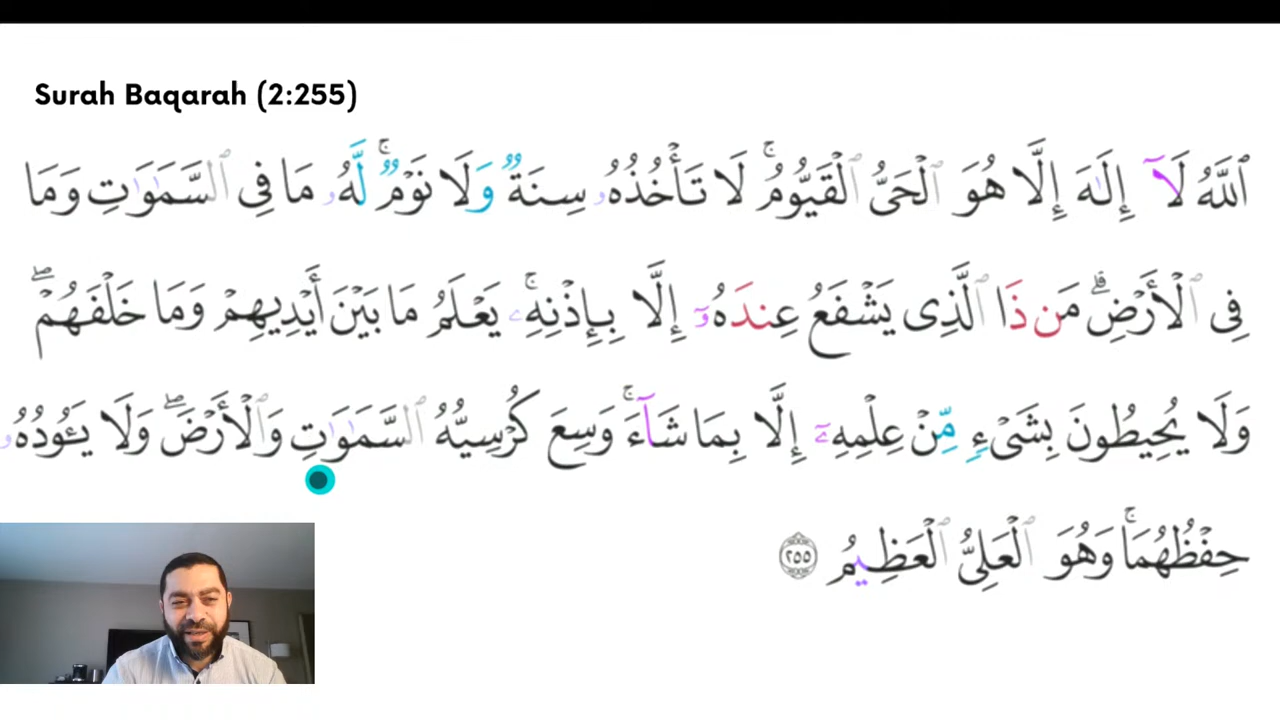 Surah Baqarah (2:255)
ٱللَّهُ لَآ إِلَـٰهَ إِلَّا هُوَ ٱلْحَىُّ ٱلْقَيُّومُ ۚ لَا تَأْخُذُهُۥ سِنَةٌ وَلَا نَوْمٌ ۚ لَّهُۥ مَا فِى ٱلسَّمَـٰوَٰتِ وَمَا
فِى ٱلْأَرْضِ ۗ مَن ذَا ٱلَّذِى يَشْفَعُ عِندَهُۥٓ إِلَّا بِإِذْنِهِۦ ۚ يَعْلَمُ مَا بَيْنَ أَيْدِيهِمْ وَمَا خَلْفَهُمْ ۖ
وَلَا يُحِيطُونَ بِشَىْءٍ مِّنْ عِلْمِهِۦٓ إِلَّا بِمَا شَآءَ ۚ وَسِعَ كُرْسِيُّهُ ٱلسَّمَـٰوَٰتِ وَٱلْأَرْضَ ۖ وَلَا يَـُٔودُهُۥ
حِفْظُهُمَا ۚ وَهُوَ ٱلْعَلِىُّ ٱلْعَظِيمُ ٢٥٥